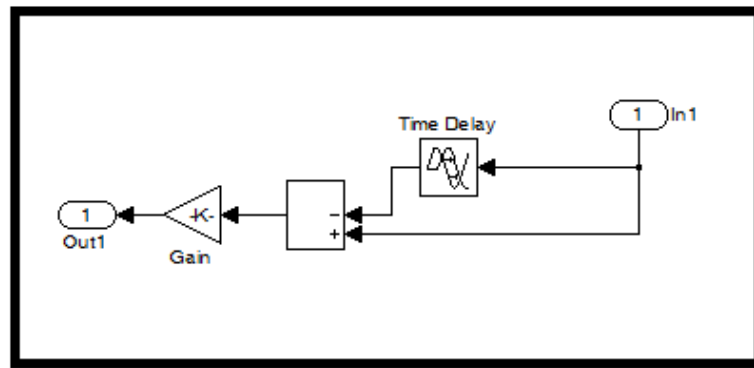 Time Delay
1
In1
-
+
-K-
1
Out1
Gain